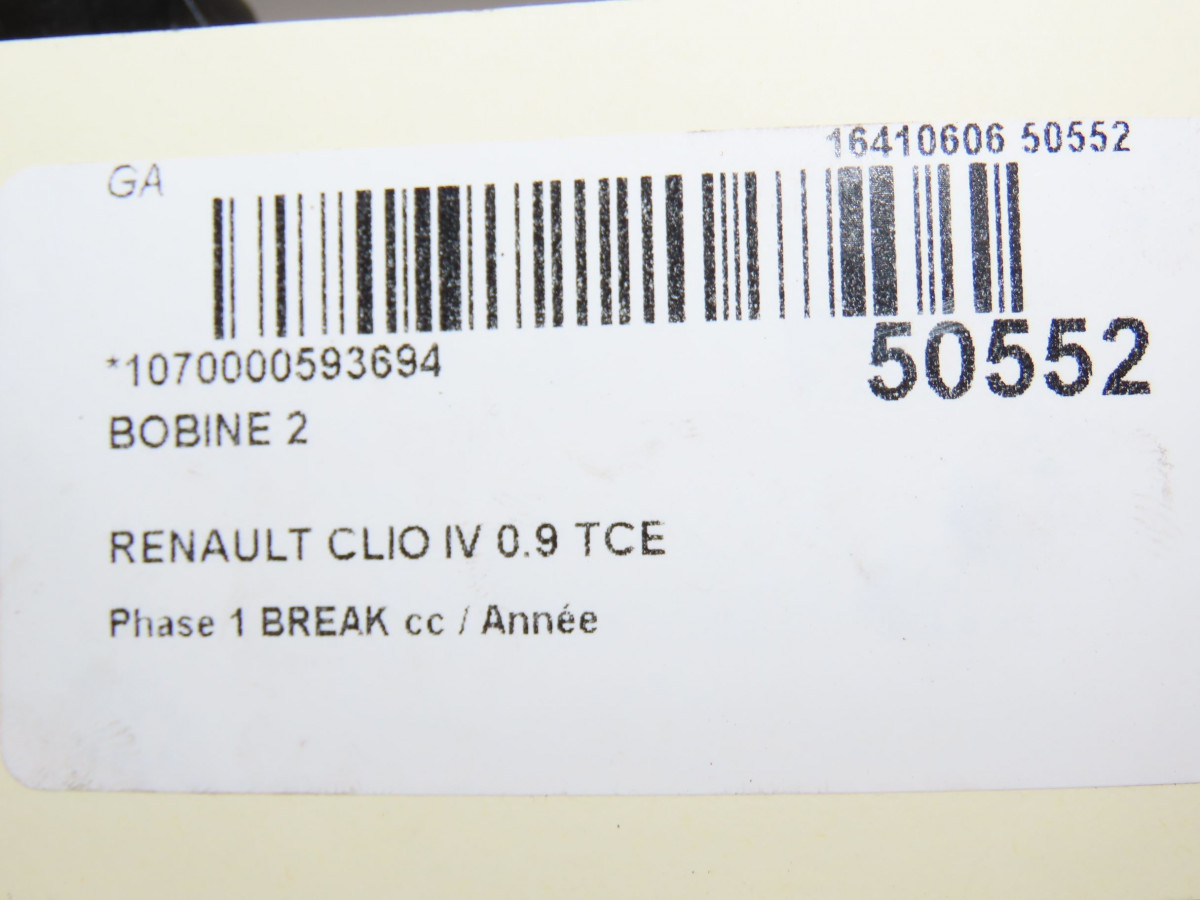 16410606 50552
GA
*1070000593694
50552
BOBINE 2
RENAULT CLIO IV 0.9 TCE
Phase 1 BREAK cc / Année